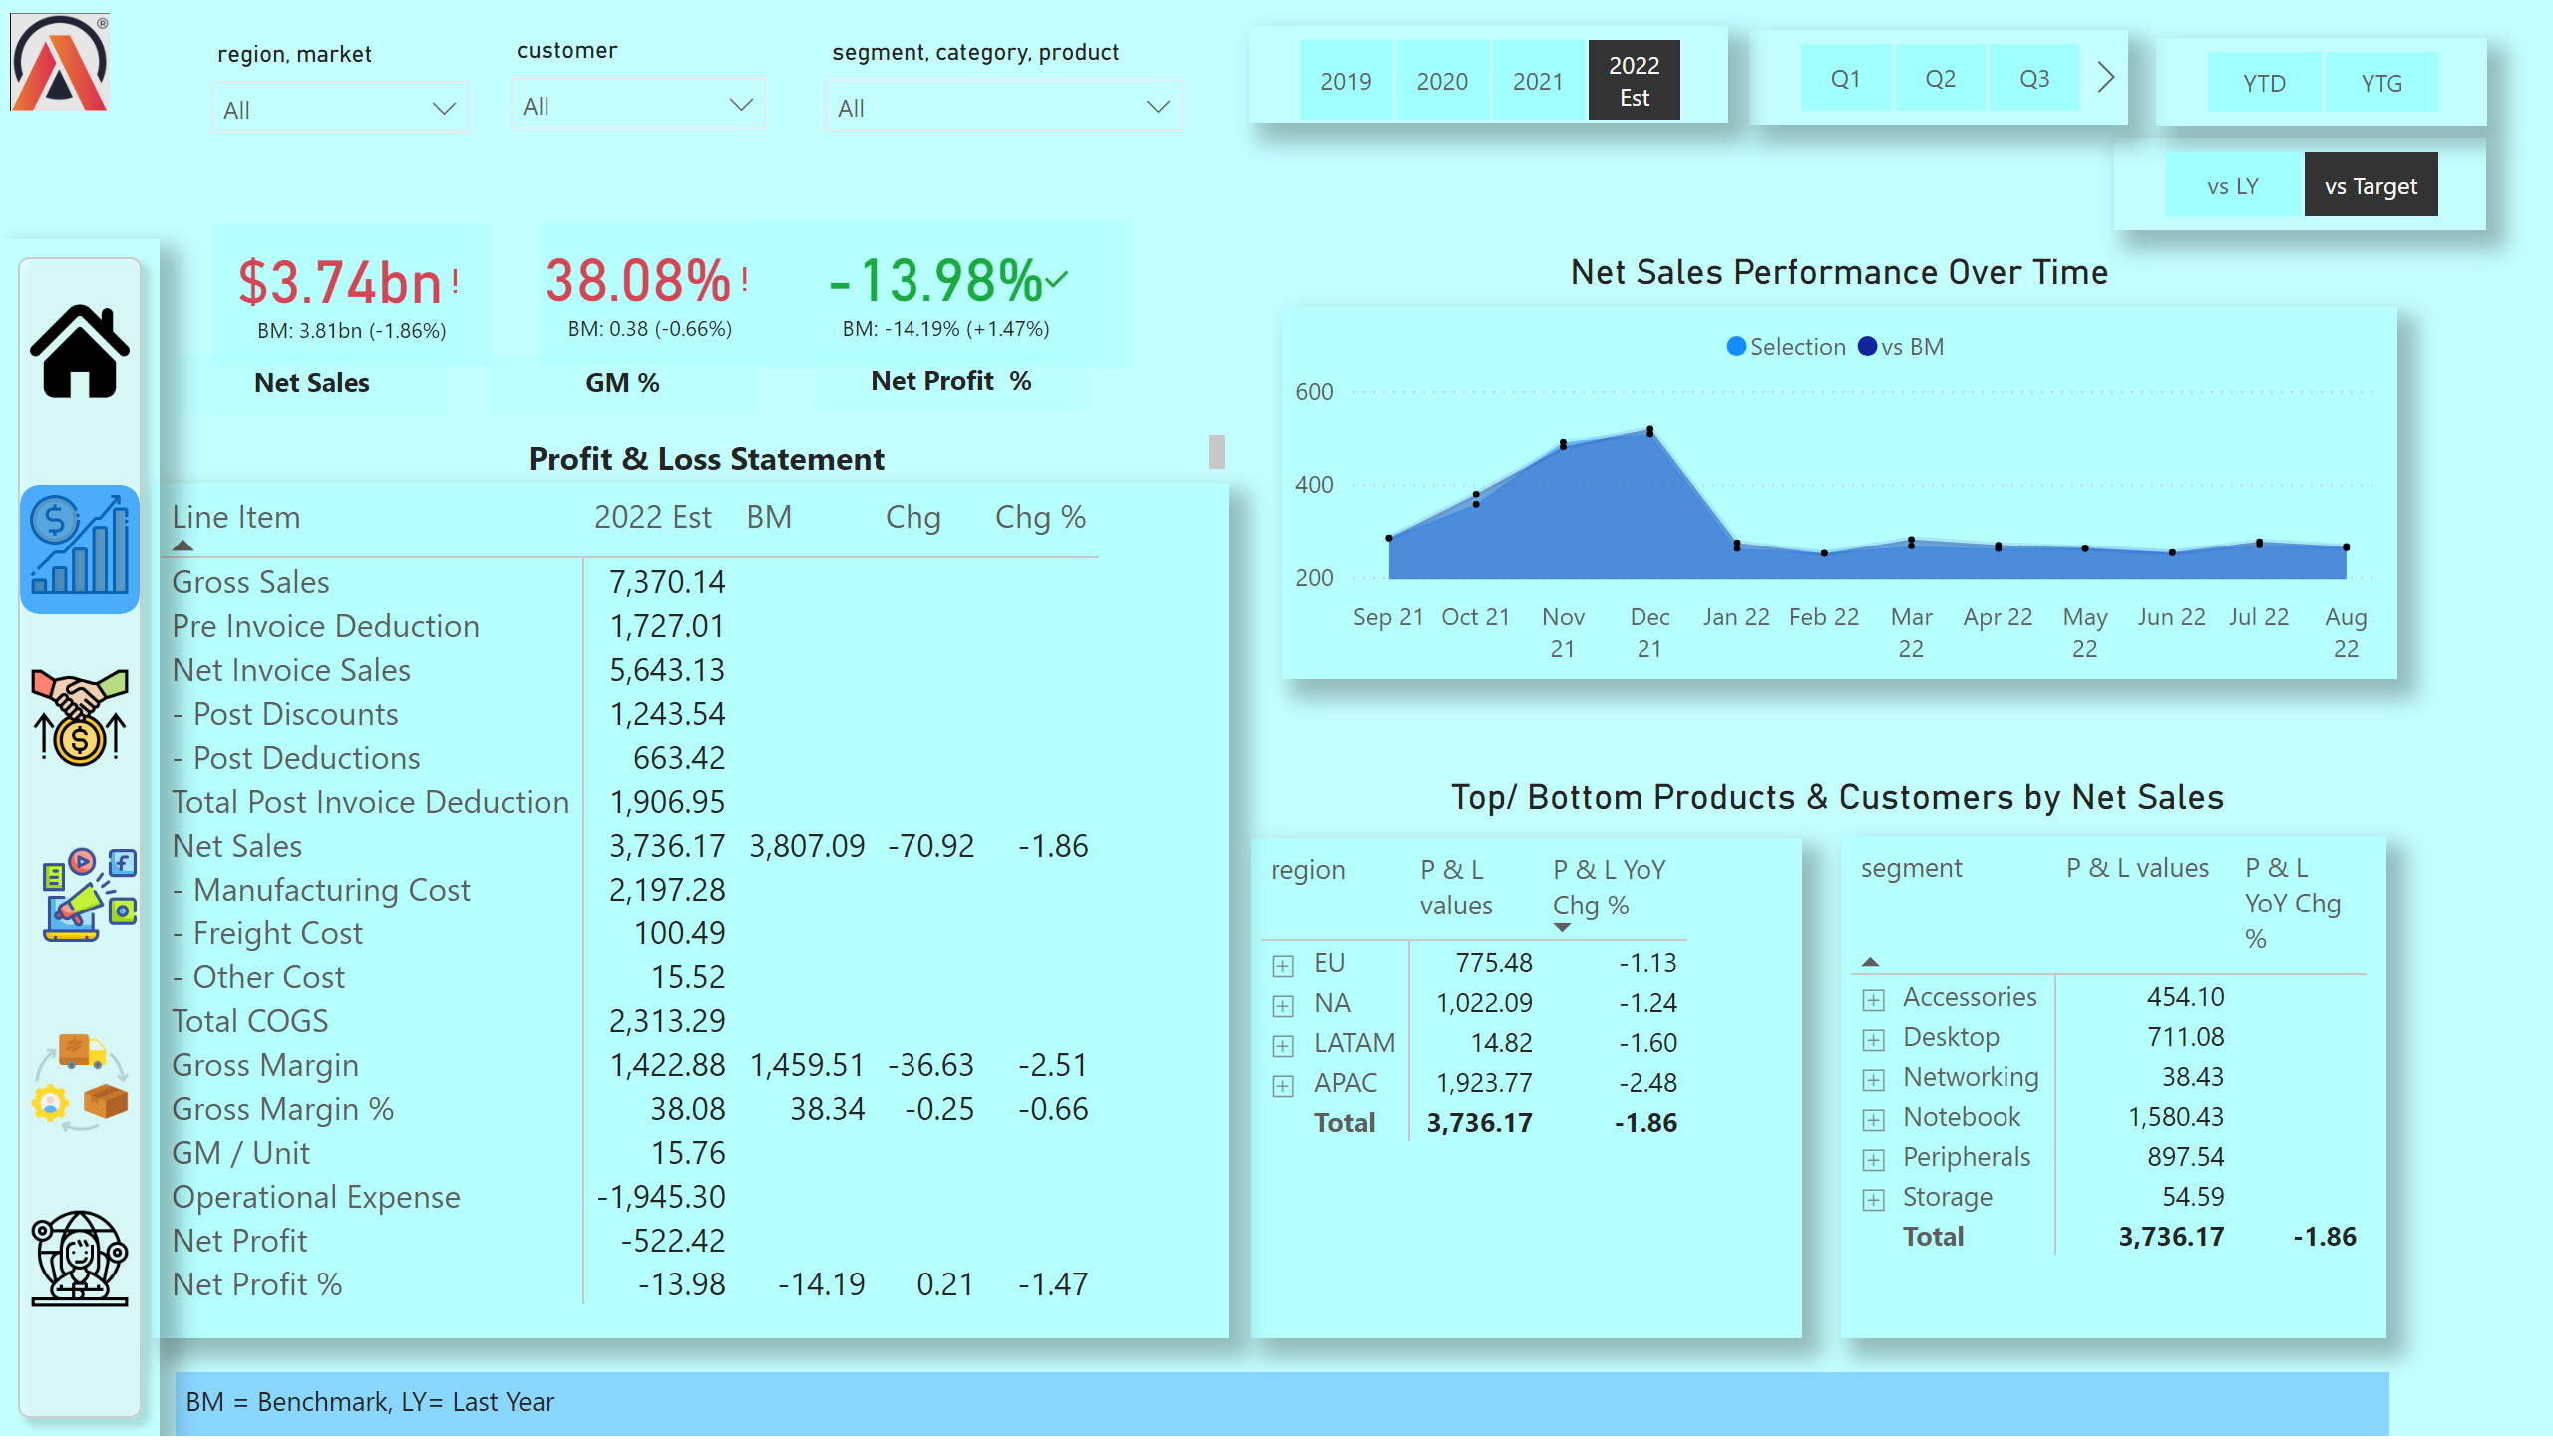 region, market
All
customer
All
segment, category, product
All
2019 2020 2021 2022 Est
Q1 Q2 Q3
YTD YTG
vs LY vs Target
$3.74bn!
BM: 3.81bn (-1.86%)
Net Sales
38.08%!
BM: 0.38 (-0.66%)
GM %
-13.98%
BM: -14.19% (+1.47%)
Net Profit %
Profit & Loss Statement
Line Item 2022 Est BM Chg Chg %
Gross Sales 7,370.14
Pre Invoice Deduction 1,727.01
Net Invoice Sales 5,643.13
- Post Discounts 1,243.54
- Post Deductions 663.42
Total Post Invoice Deduction 1,906.95
Net Sales 3,736.17 3,807.09 -70.92 -1.86
- Manufacturing Cost 2,197.28
- Freight Cost 100.49
- Other Cost 15.52
Total COGS 2,313.29
Gross Margin 1,422.88 1,459.51 -36.63 -2.51
Gross Margin % 38.08 38.34 -0.25 -0.66
GM / Unit 15.76
Operational Expense -1,945.30
Net Profit -522.42
Net Profit % -13.98 -14.19 0.21 -1.47
Net Sales Performance Over Time
Selection vs BM
600
400
200
Sep 21 Oct 21 Nov 21 Dec 21 Jan 22 Feb 22 Mar 22 Apr 22 May 22 Jun 22 Jul 22 Aug 22
Top/ Bottom Products & Customers by Net Sales
region P & L values P & L YoY Chg %
EU 775.48 -1.13
NA 1,022.09 -1.24
LATAM 14.82 -1.60
APAC 1,923.77 -2.48
Total 3,736.17 -1.86
segment P & L values P & L YoY Chg %
Accessories 454.10
Desktop 711.08
Networking 38.43
Notebook 1,580.43
Peripherals 897.54
Storage 54.59
Total 3,736.17 -1.86
BM = Benchmark, LY= Last Year